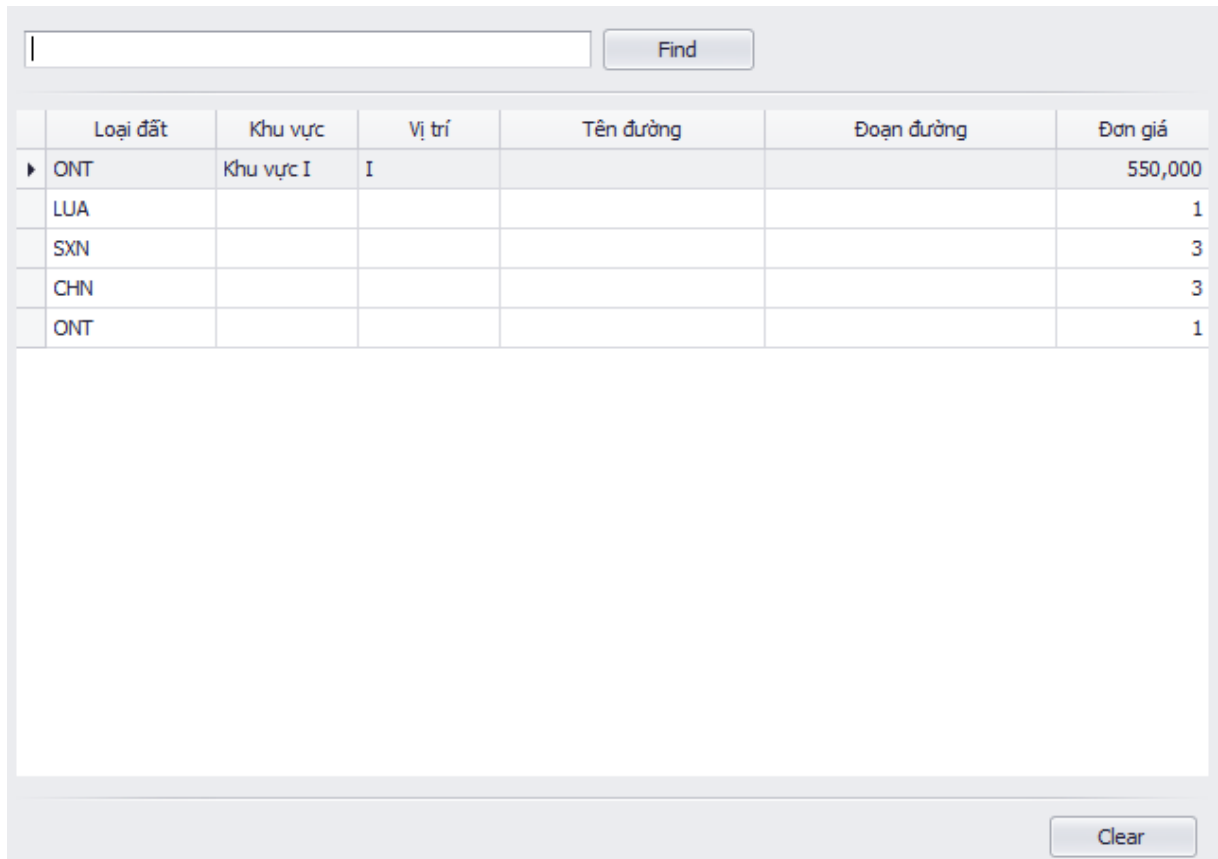 Find
Loại đất Khu vực Vị trí Tên đường Đoạn đường Đơn giá
ONT Khu vực I I 550,000
LUA 1
SXN 3
CHN 3
ONT 1
Clear